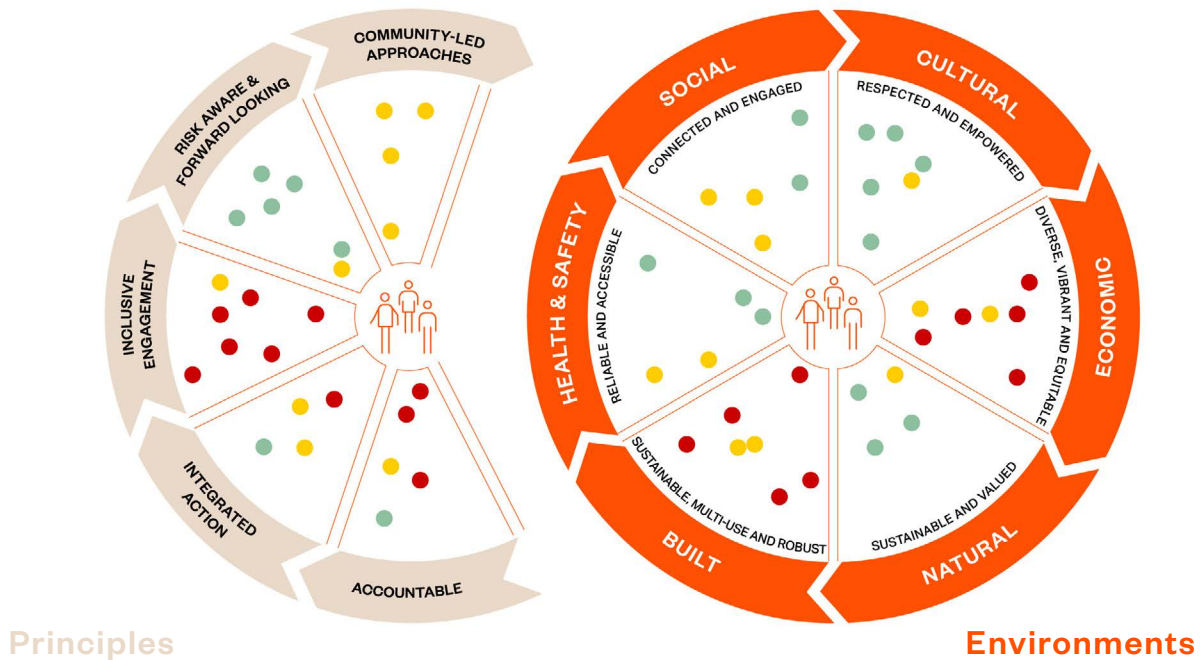 COMMUNITY-LED
APPROACHES
RISK AWARE &
FORWARD LOOKING
INCLUSIVE
ENGAGEMENT
INTEGRATED
ACTION
ACCOUNTABLE
SOCIAL
CONNECTED AND ENGAGED
CULTURAL
RESPECTED AND EMPOWERED
ECONOMIC
DIVERSE, VIBRANT AND EQUITABLE
NATURAL
SUSTAINABLE AND VALUED
BUILT
SUSTAINABLE, MULTI-USE AND ROBUST
HEALTH & SAFETY
RELIABLE AND ACCESSIBLE
Principles
Environments